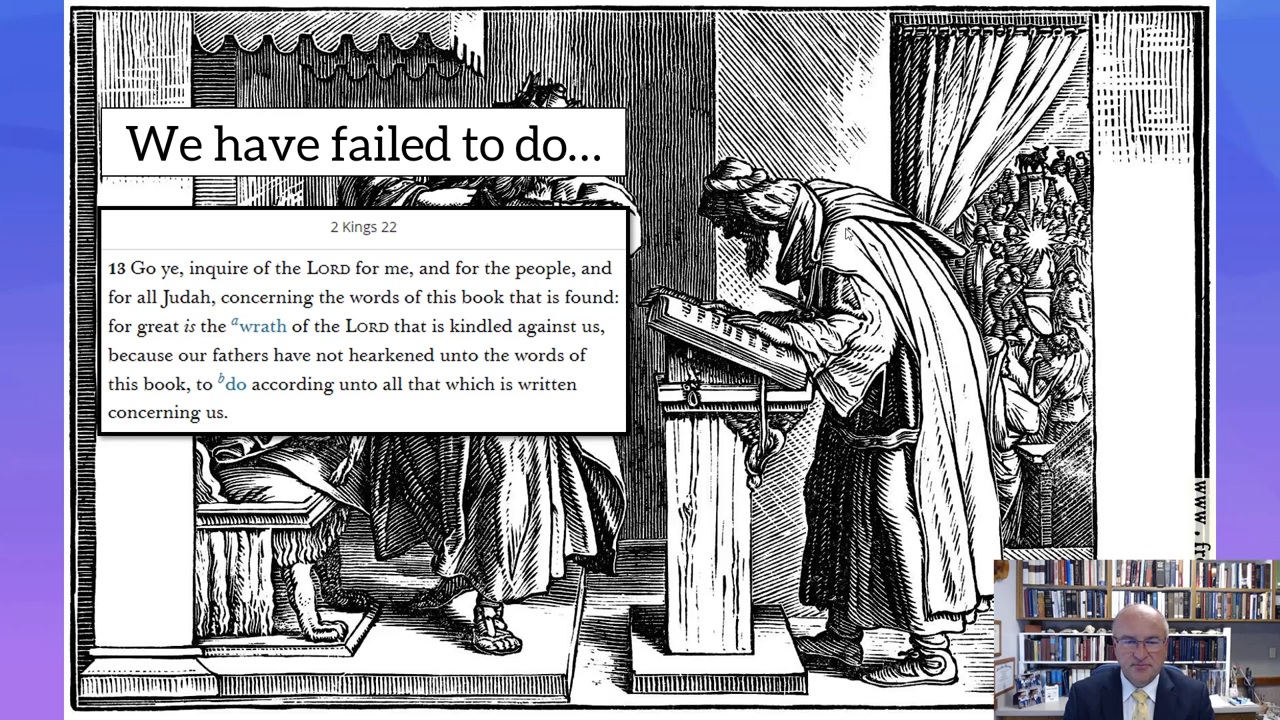 We have failed to do...
2 Kings 22
13 Go ye, inquire of the LORD for me, and for the people, and
for all Judah, concerning the words of this book that is found:
for great is the a wrath of the LORD that is kindled against us,
because our fathers have not hearkened unto the words of
this book, to b do according unto all that which is written
concerning us.
www.